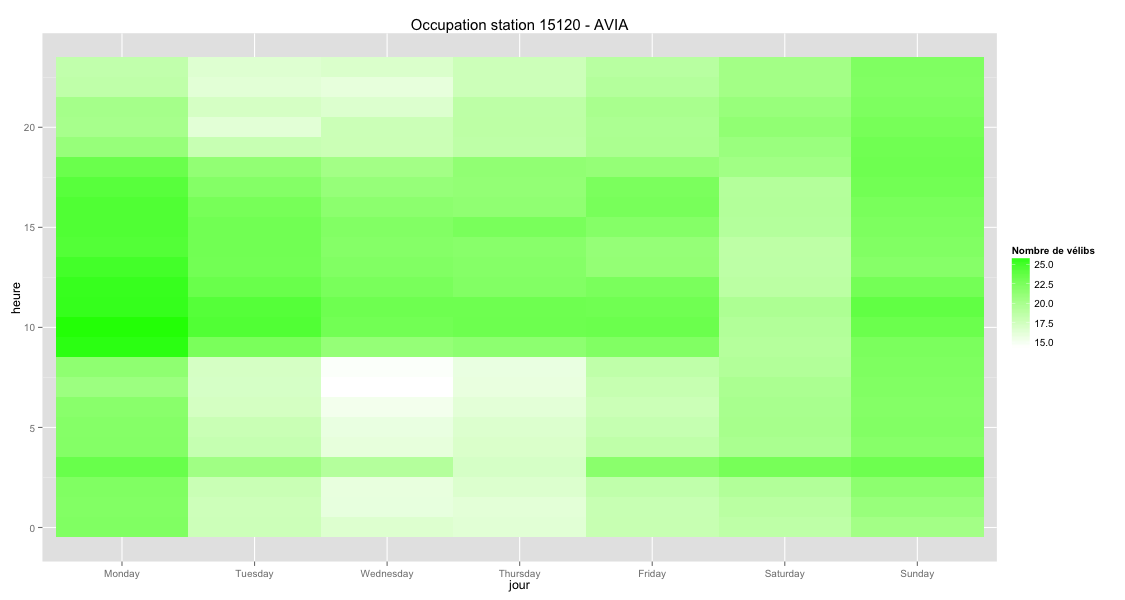 Occupation station 15120 - AVIA
heure
20
15
10
5
0
Monday Tuesday Wednesday Thursday Friday Saturday Sunday
jour
Nombre de vélibs
25.0
22.5
20.0
17.5
15.0